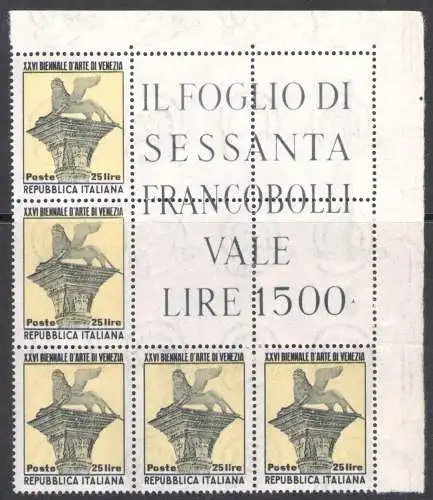 XXVI BIENNALE D'ARTE DI VENEZIA
Poste 25 lire
REPUBBLICA ITALIANA
IL FOGLIO DI
SESSANTA
FRANCOBOLLI
VALE
LIRE 1500.
XXVI BIENNALE D'ARTE DI VENEZIA
Poste 25 lire
REPUBBLICA ITALIANA
XXVI BIENNALE D'ARTE DI VENEZIA
Poste 25 lire
REPUBBLICA ITALIANA
XXVI BIENNALE D'ARTE DI VENEZIA
Poste 25 lire
REPUBBLICA ITALIANA
XXVI BIENNALE D'ARTE DI VENEZIA
Poste 25 lire
REPUBBLICA ITALIANA